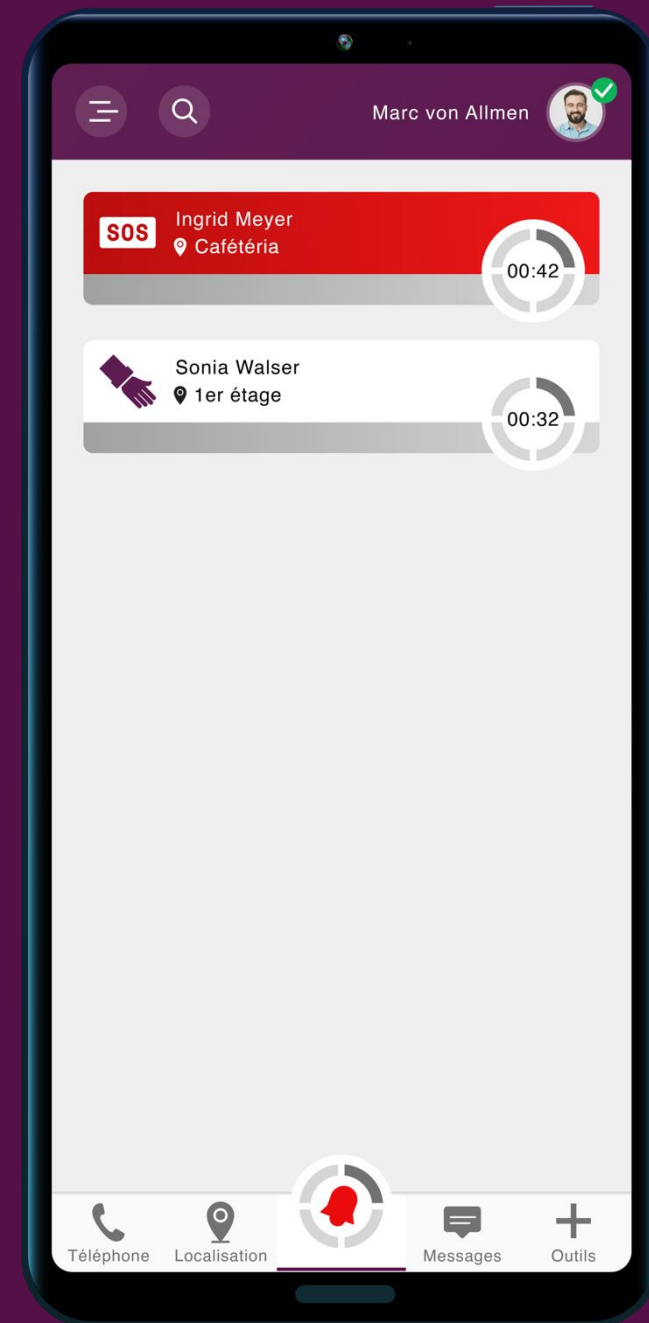 Marc von Allmen
SOS
Ingrid Meyer
Cafétéria
00:42
Sonia Walser
1er étage
00:32
Téléphone
Localisation
Messages
Outils